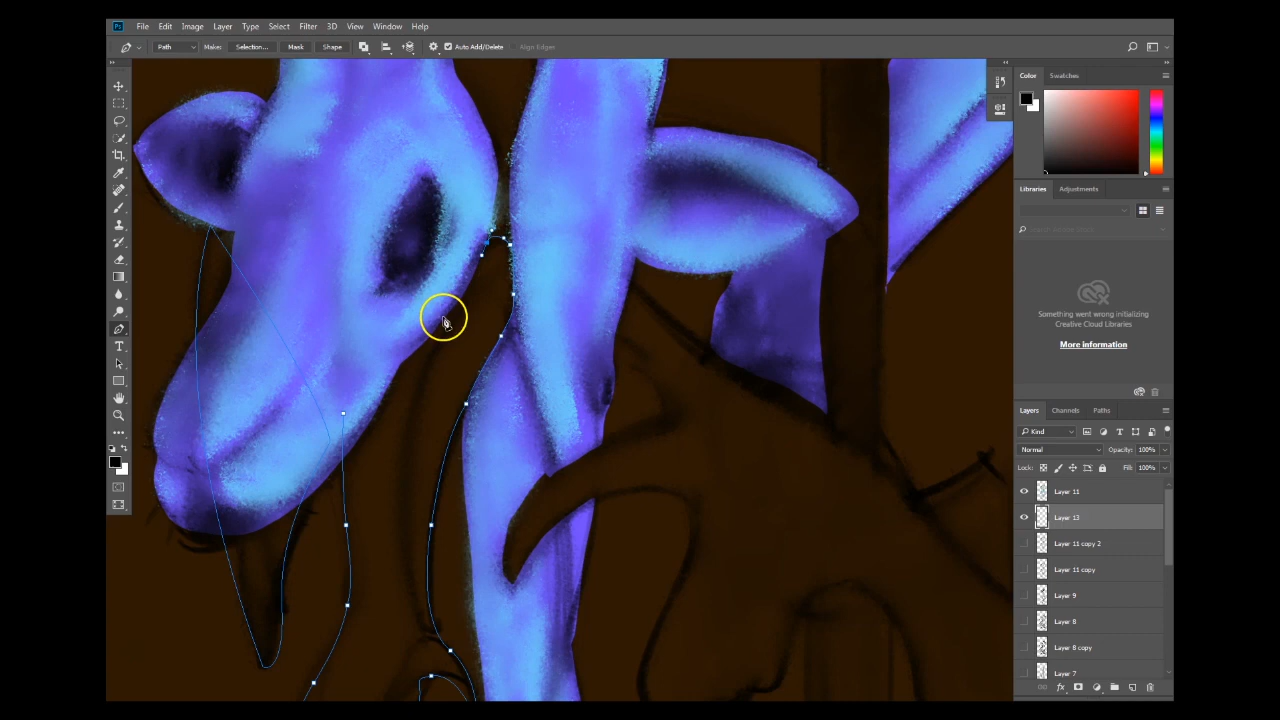 Ps File Edit Image Layer Type Select Filter 3D View Window Help
Path Make: Selection... Mask Shape Auto Add/Delete Align Edges
Color Swatches
Libraries Adjustments
Something went wrong initializing
Creative Cloud Libraries
More information
Layers Channels Paths
Kind
Normal Opacity: 100%
Lock: Fill: 100%
Layer 11
Layer 13
Layer 11 copy 2
Layer 11 copy
Layer 9
Layer 8
Layer 8 copy
Layer 7
fx